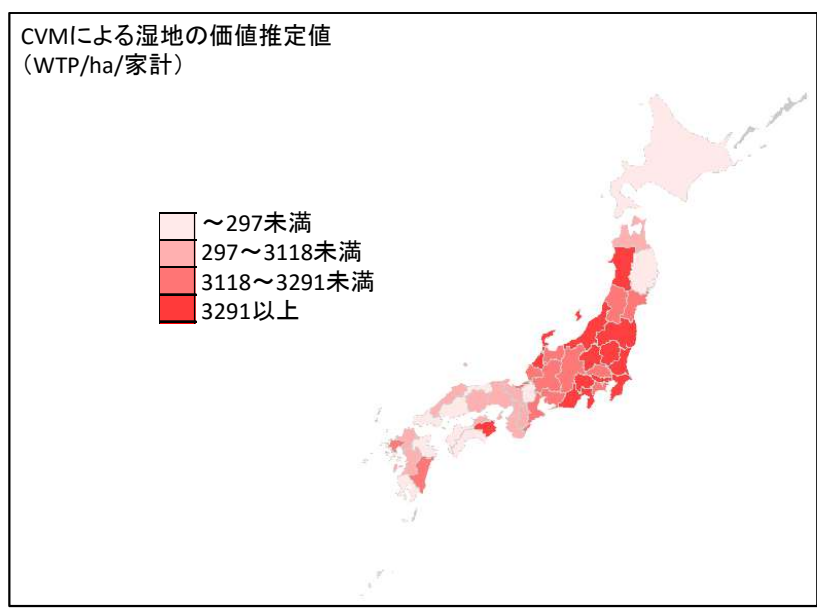 CVMによる湿地の価値推定値
（WTP/ha/家計）
～297未満
297～3118未満
3118～3291未満
3291以上